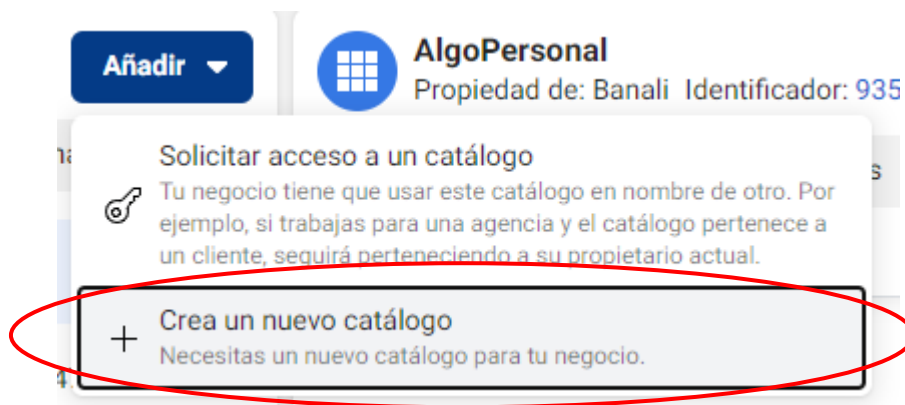 Añadir
AlgoPersonal
Propiedad de: Banali Identificador: 935
Solicitar acceso a un catálogo
Tu negocio tiene que usar este catálogo en nombre de otro. Por
ejemplo, si trabajas para una agencia y el catálogo pertenece a
un cliente, seguirá perteneciendo a su propietario actual.
Crea un nuevo catálogo
Necesitas un nuevo catálogo para tu negocio.